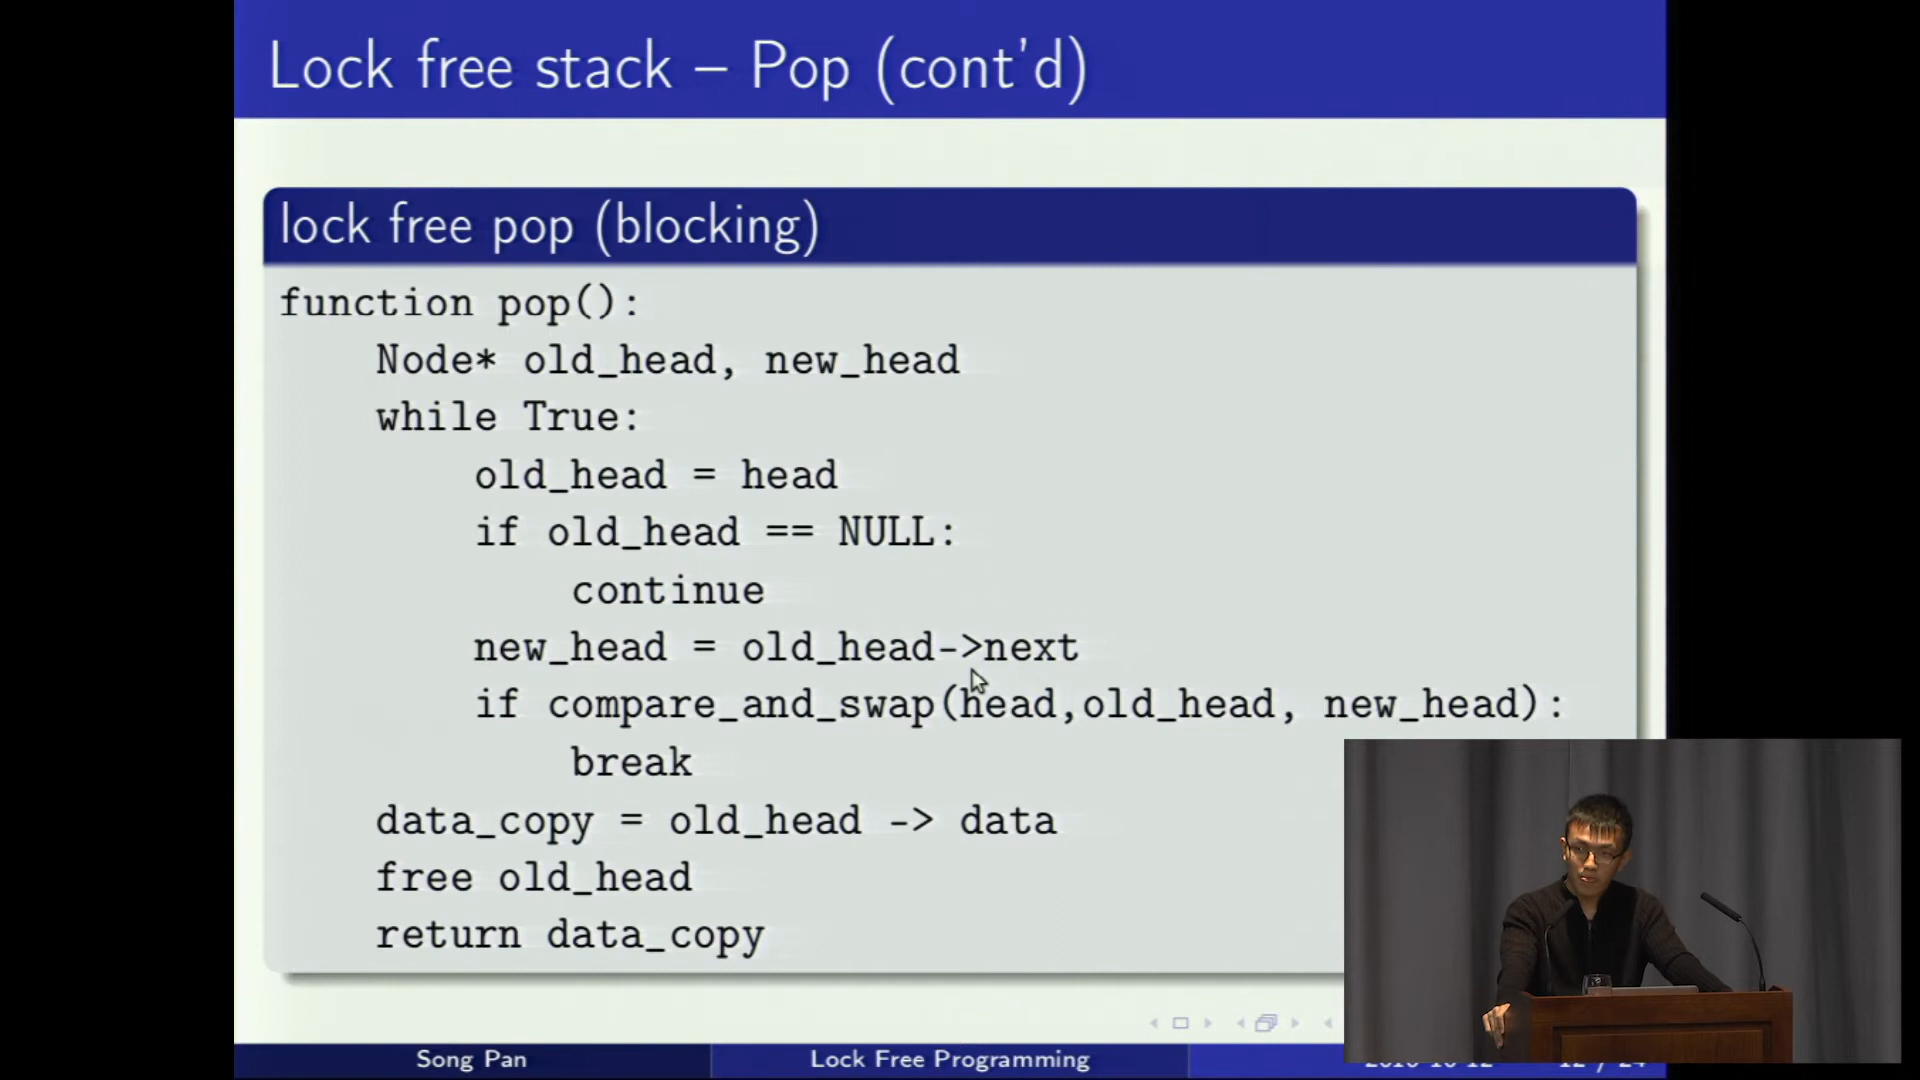 Lock free stack – Pop (cont'd)
lock free pop (blocking)
function pop():
Node* old_head, new_head
while True:
old_head = head
if old_head == NULL:
continue
new_head = old_head->next
if compare_and_swap(head,old_head, new_head):
break
data_copy = old_head -> data
free old_head
return data_copy
Song Pan
Lock Free Programming